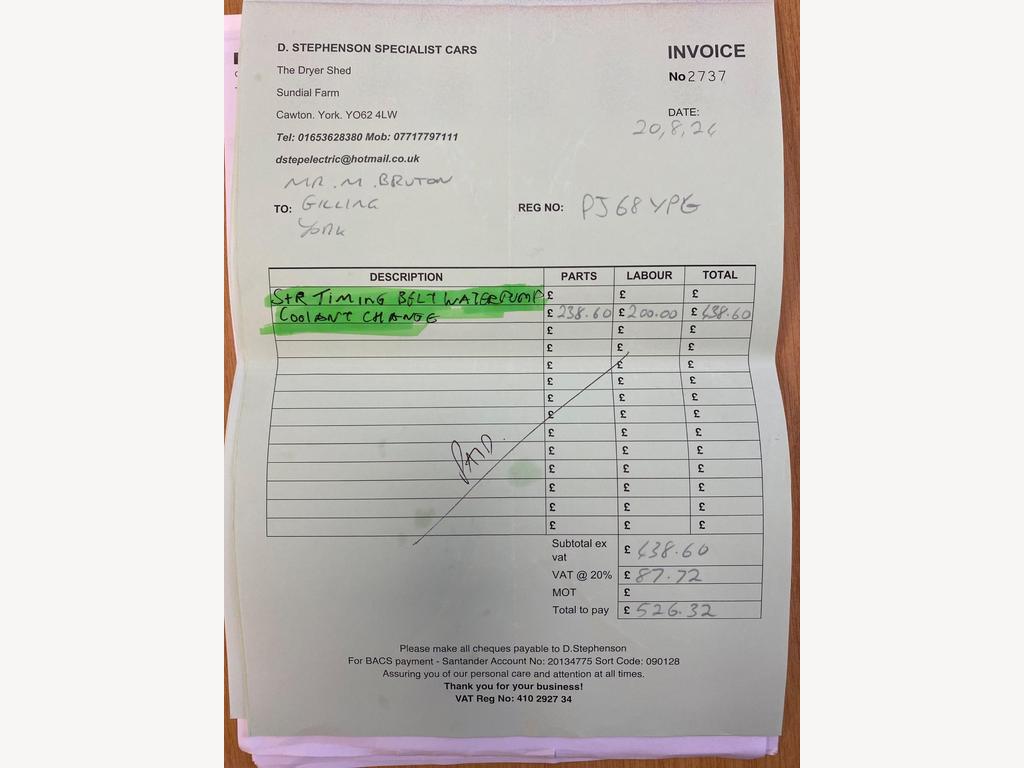 D. STEPHENSON SPECIALIST CARS
The Dryer Shed
Sundial Farm
Cawton. York. YO62 4LW
Tel: 01653628380 Mob: 07717797111
dstepelectric@hotmail.co.uk
INVOICE
No 2737
DATE:
20,8,24
MR. M. BRUTON
TO: GILLING
YORK
REG NO: PJ68 YPG
DESCRIPTION PARTS LABOUR TOTAL
S+R TIMING BELT WATERPUMP £ £ £
COOLANT CHANGE £ 238.60 £ 200.00 £ 438.60
£ £ £
£ £ £
£ £ £
£ £ £
£ £ £
£ £ £
£ £ £
£ £ £
£ £ £
£ £ £
£ £ £
£ £ £
PAID.
Subtotal ex
vat £ 438.60
VAT @ 20% £ 87.72
MOT £
Total to pay £ 526.32
Please make all cheques payable to D.Stephenson
For BACS payment - Santander Account No: 20134775 Sort Code: 090128
Assuring you of our personal care and attention at all times.
Thank you for your business!
VAT Reg No: 410 2927 34